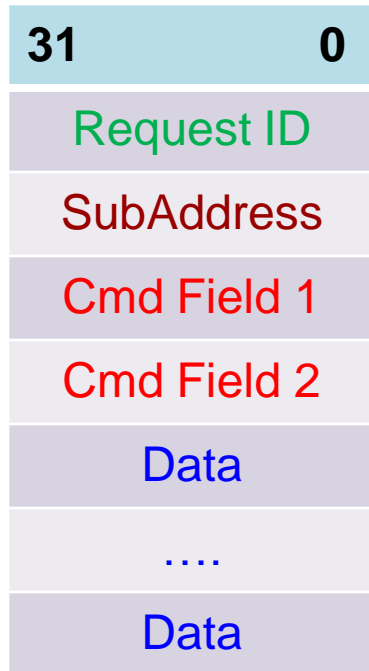 31 0
Request ID
SubAddress
Cmd Field 1
Cmd Field 2
Data
….
Data